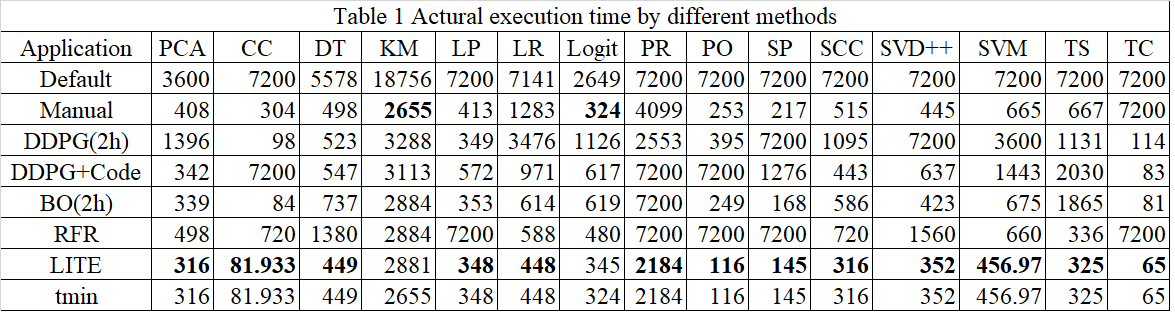 Table 1 Actural execution time by different methods
Application PCA CC DT KM LP LR Logit PR PO SP SCC SVD++ SVM TS TC
Default 3600 7200 5578 18756 7200 7141 2649 7200 7200 7200 7200 7200 7200 7200 7200
Manual 408 304 498 2655 413 1283 324 4099 253 217 515 445 665 667 7200
DDPG(2h) 1396 98 523 3288 349 3476 1126 2553 395 7200 1095 7200 3600 1131 114
DDPG+Code 342 7200 547 3113 572 971 617 7200 7200 1276 443 637 1443 2030 83
BO(2h) 339 84 737 2884 353 614 619 7200 249 168 586 423 675 1865 81
RFR 498 720 1380 2884 7200 588 480 7200 7200 7200 720 1560 660 336 7200
LITE 316 81.933 449 2881 348 448 345 2184 116 145 316 352 456.97 325 65
tmin 316 81.933 449 2655 348 448 324 2184 116 145 316 352 456.97 325 65